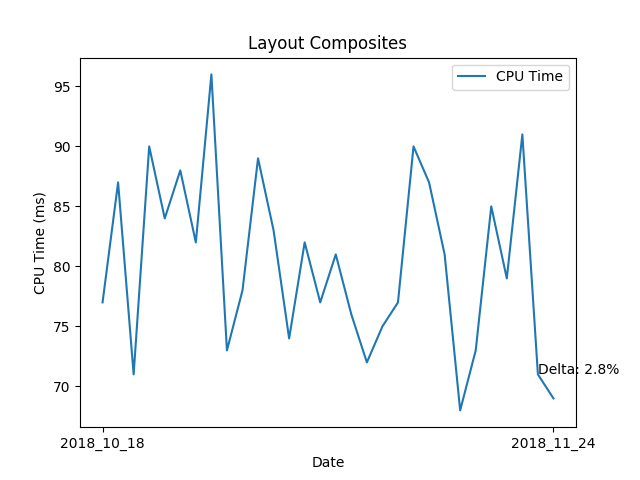 Layout Composites
CPU Time
95
90
85
80
75
70
CPU Time (ms)
Delta: 2.8%
2018_10_18
2018_11_24
Date